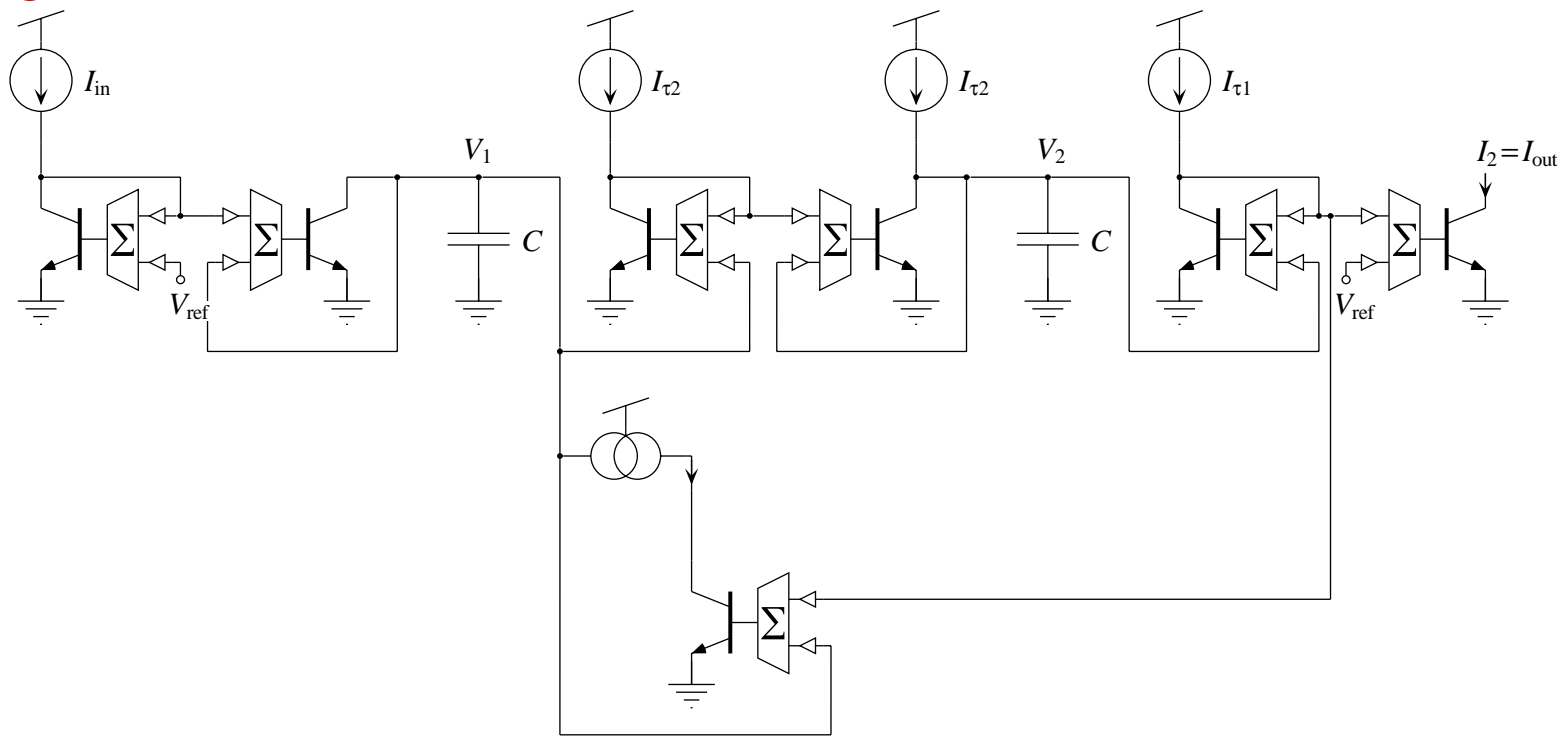 I_in
I_τ2
I_τ2
I_τ1
V_1
V_2
I_2=I_out
Σ
Σ
C
Σ
Σ
C
Σ
Σ
V_ref
V_ref
Σ